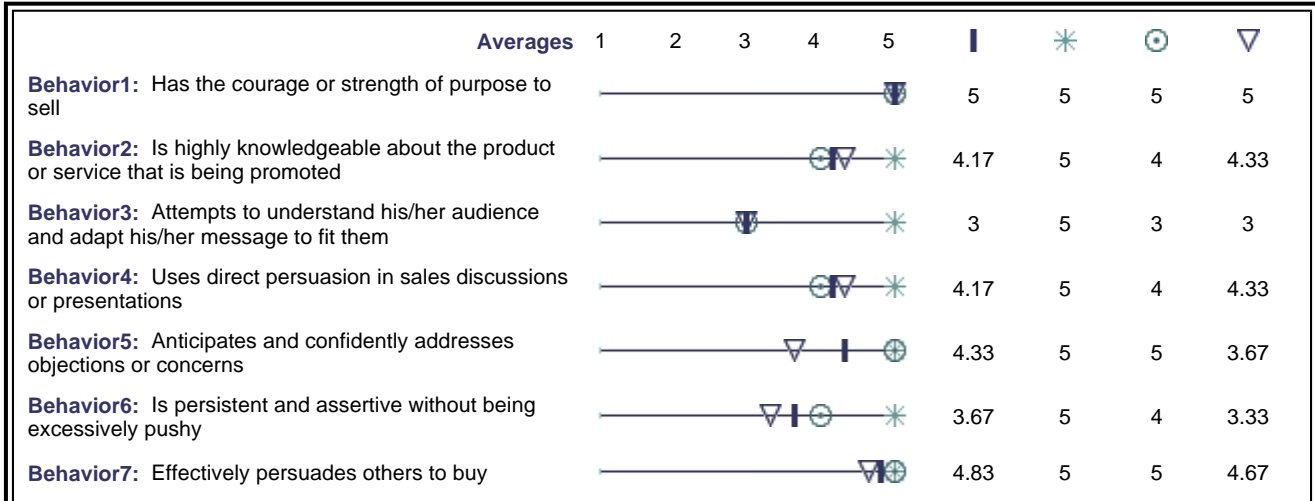 Averages 1 2 3 4 5
Behavior1: Has the courage or strength of purpose to
sell
5 5 5 5
Behavior2: Is highly knowledgeable about the product
or service that is being promoted
4.17 5 4 4.33
Behavior3: Attempts to understand his/her audience
and adapt his/her message to fit them
3 5 3 3
Behavior4: Uses direct persuasion in sales discussions
or presentations
4.17 5 4 4.33
Behavior5: Anticipates and confidently addresses
objections or concerns
4.33 5 5 3.67
Behavior6: Is persistent and assertive without being
excessively pushy
3.67 5 4 3.33
Behavior7: Effectively persuades others to buy
4.83 5 5 4.67